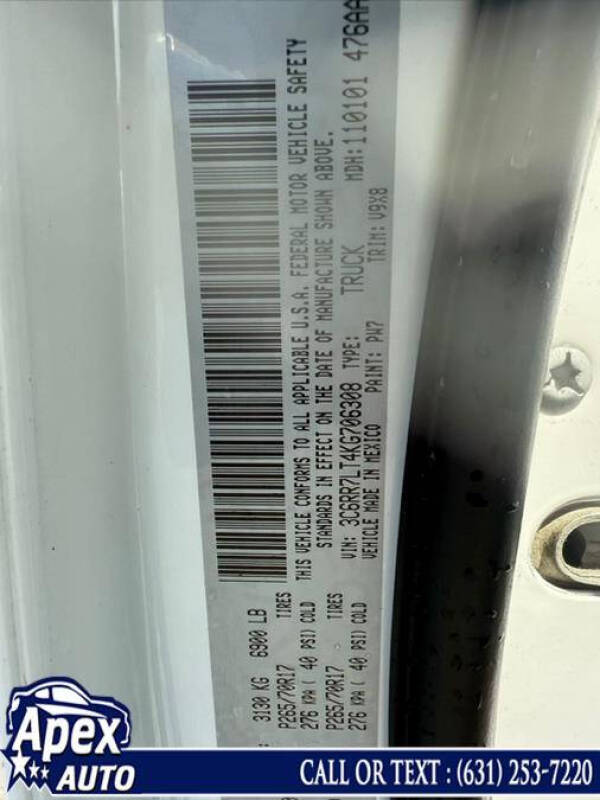 3130 KG 6900 LB
P265/70R17 TIRES
276 KPA ( 40 PSI) COLD
P265/70R17 TIRES
276 KPA ( 40 PSI) COLD
THIS VEHICLE CONFORMS TO ALL APPLICABLE U.S.A. FEDERAL MOTOR VEHICLE SAFETY
STANDARDS IN EFFECT ON THE DATE OF MANUFACTURE SHOWN ABOVE.
VIN: 3C6RR7LT4KG706308 TYPE: TRUCK MDH:110101 476AA
VEHICLE MADE IN MEXICO PAINT: PW7 TRIM: V9X8
Apex
AUTO
CALL OR TEXT : (631) 253-7220